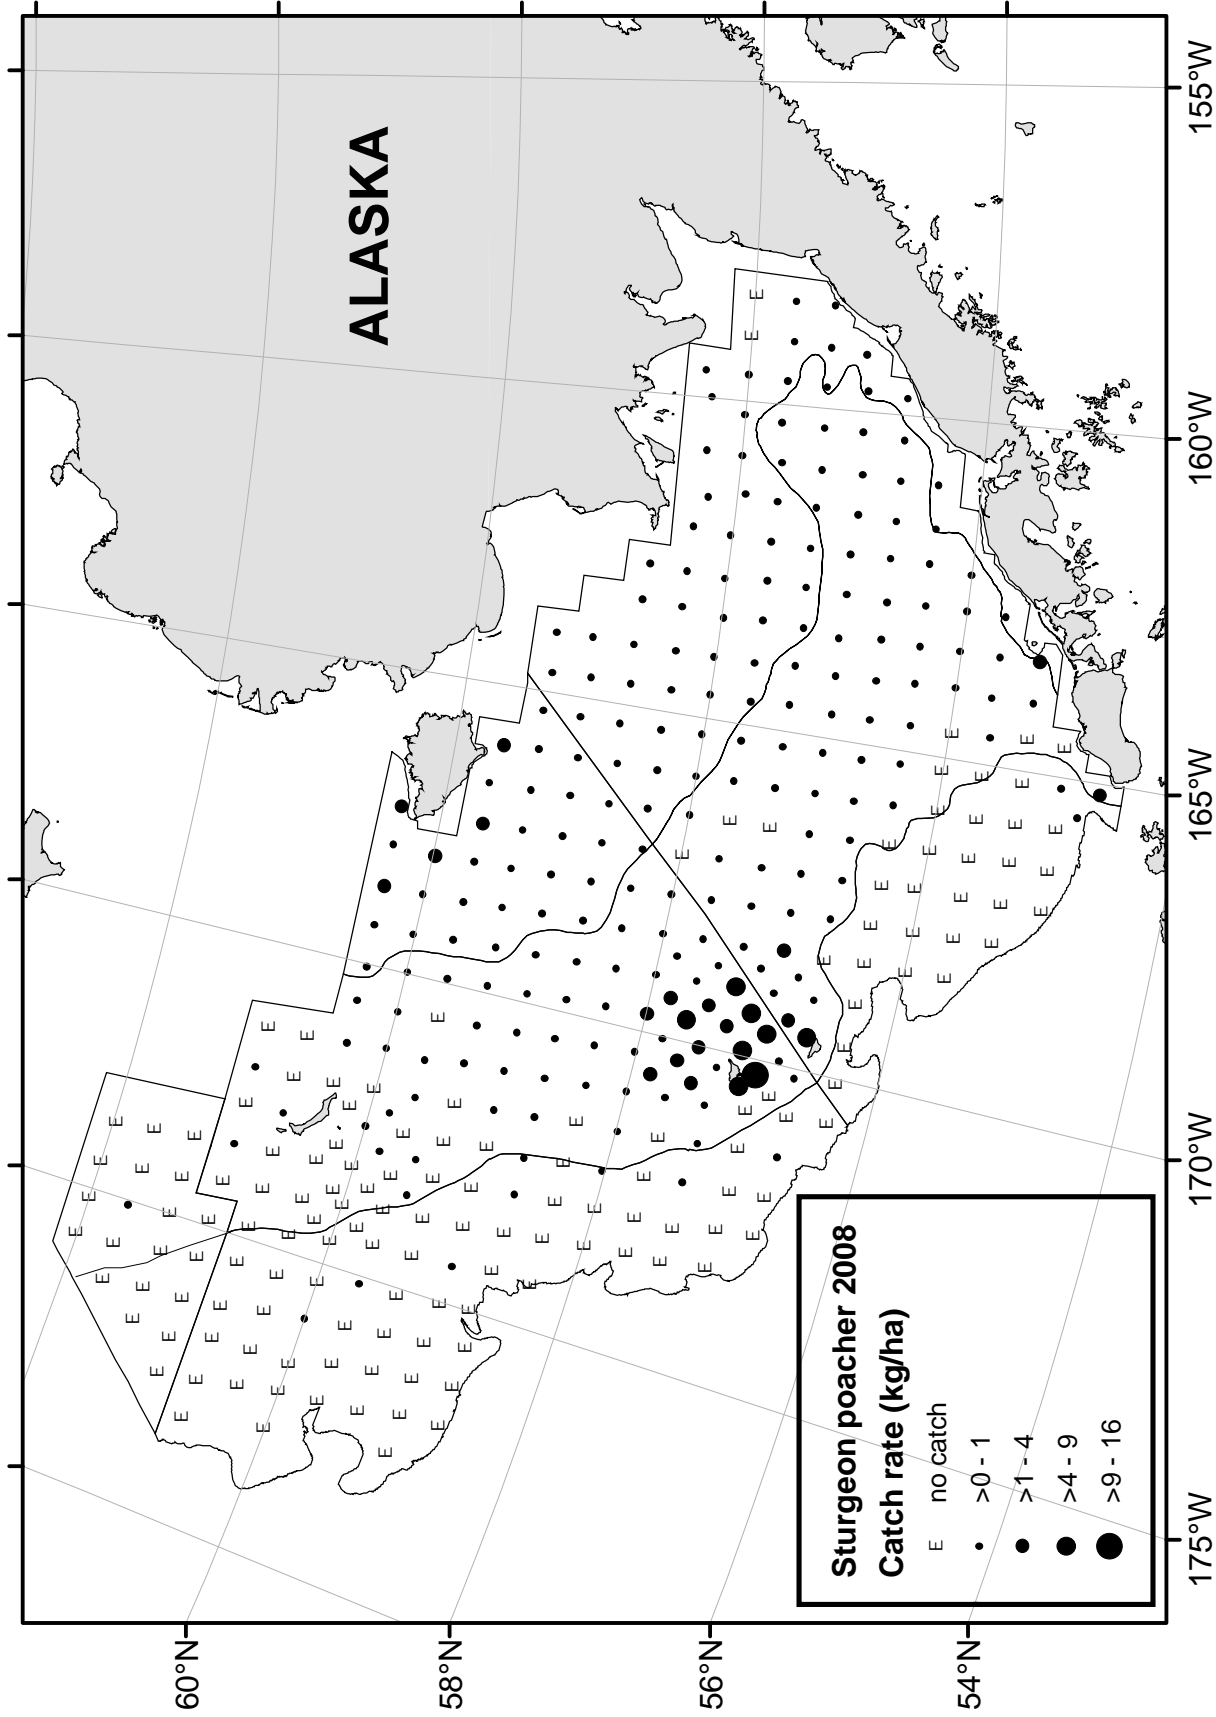 ALASKA
Sturgeon poacher 2008
Catch rate (kg/ha)
E no catch
>0 - 1
>1 - 4
>4 - 9
>9 - 16
60°N
58°N
56°N
54°N
175°W
170°W
165°W
160°W
155°W